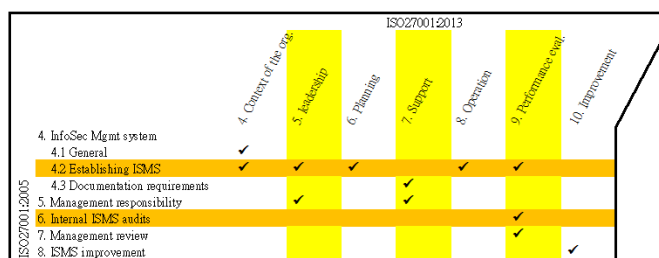 ISO27001:2013
4. Context of the org.
5. leadership
6. Planning
7. Support
8. Operation
9. Performance eval.
10. Improvement
ISO27001:2005
4. InfoSec Mgmt system
4.1 General
4.2 Establishing ISMS
4.3 Documentation requirements
5. Management responsibility
6. Internal ISMS audits
7. Management review
8. ISMS improvement